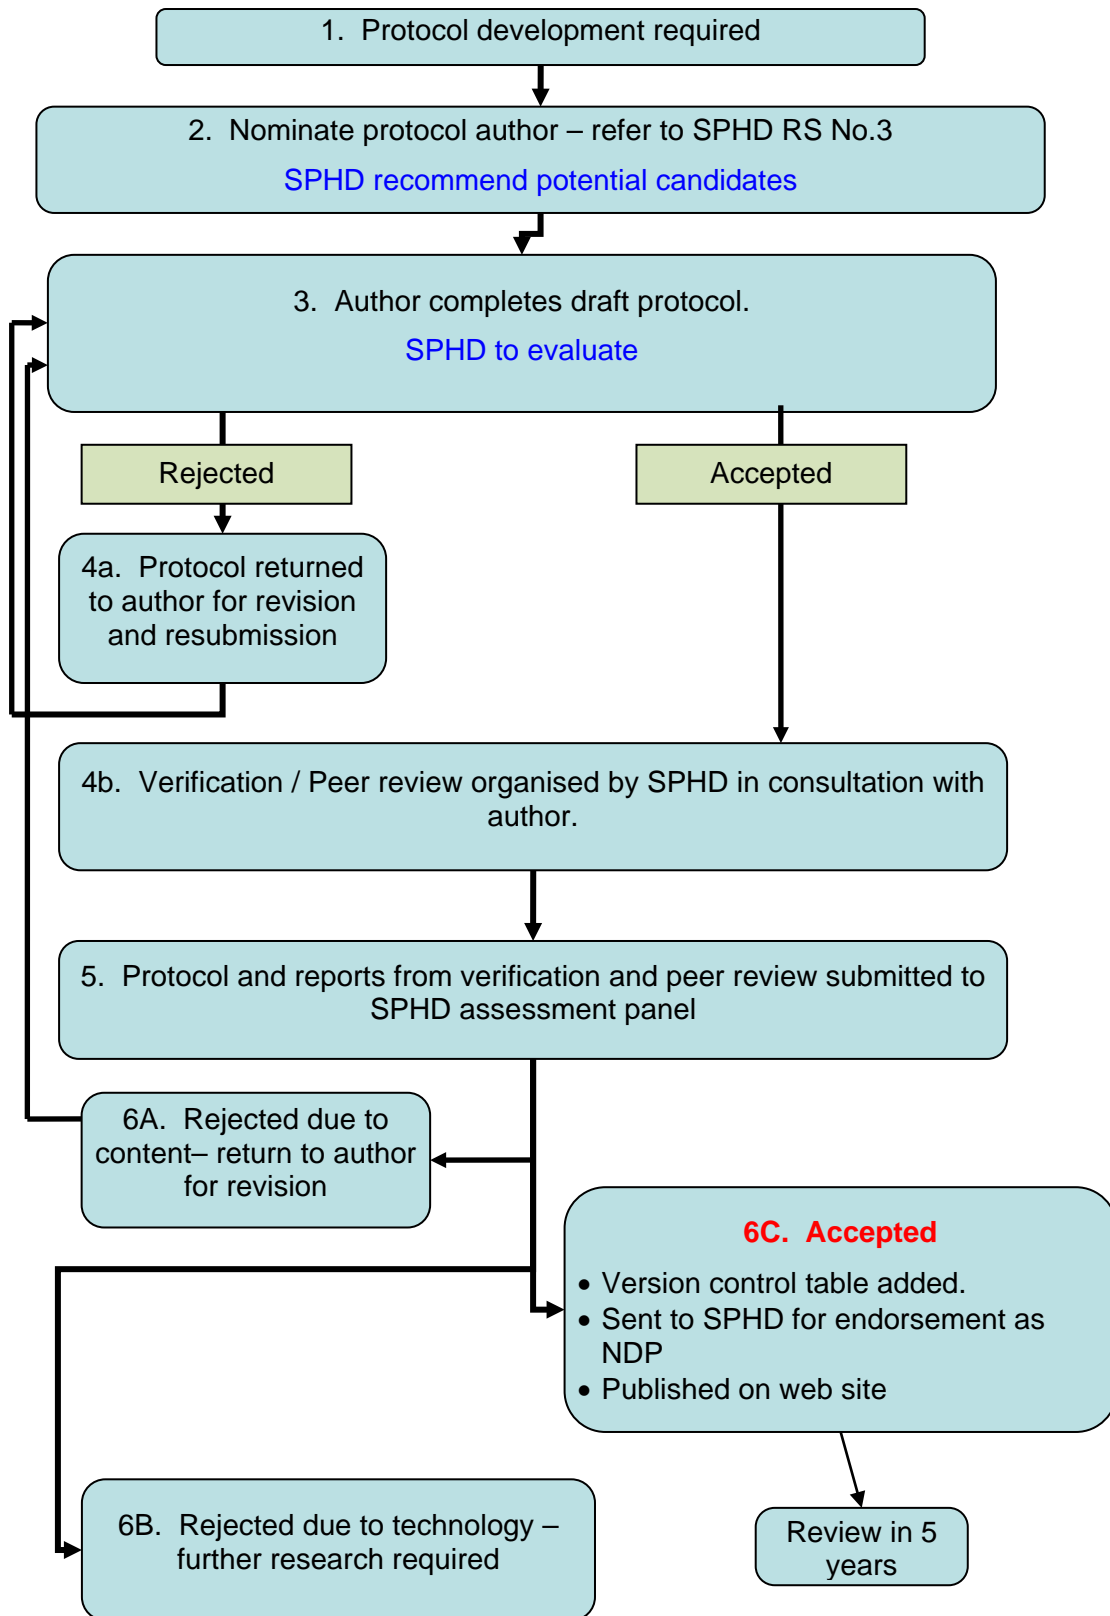 1. Protocol development required
2. Nominate protocol author – refer to SPHD RS No.3
SPHD recommend potential candidates
3. Author completes draft protocol.
SPHD to evaluate
Rejected
Accepted
4a. Protocol returned
to author for revision
and resubmission
4b. Verification / Peer review organised by SPHD in consultation with
author.
5. Protocol and reports from verification and peer review submitted to
SPHD assessment panel
6A. Rejected due to
content– return to author
for revision
6C. Accepted
• Version control table added.
• Sent to SPHD for endorsement as
NDP
• Published on web site
6B. Rejected due to technology –
further research required
Review in 5
years